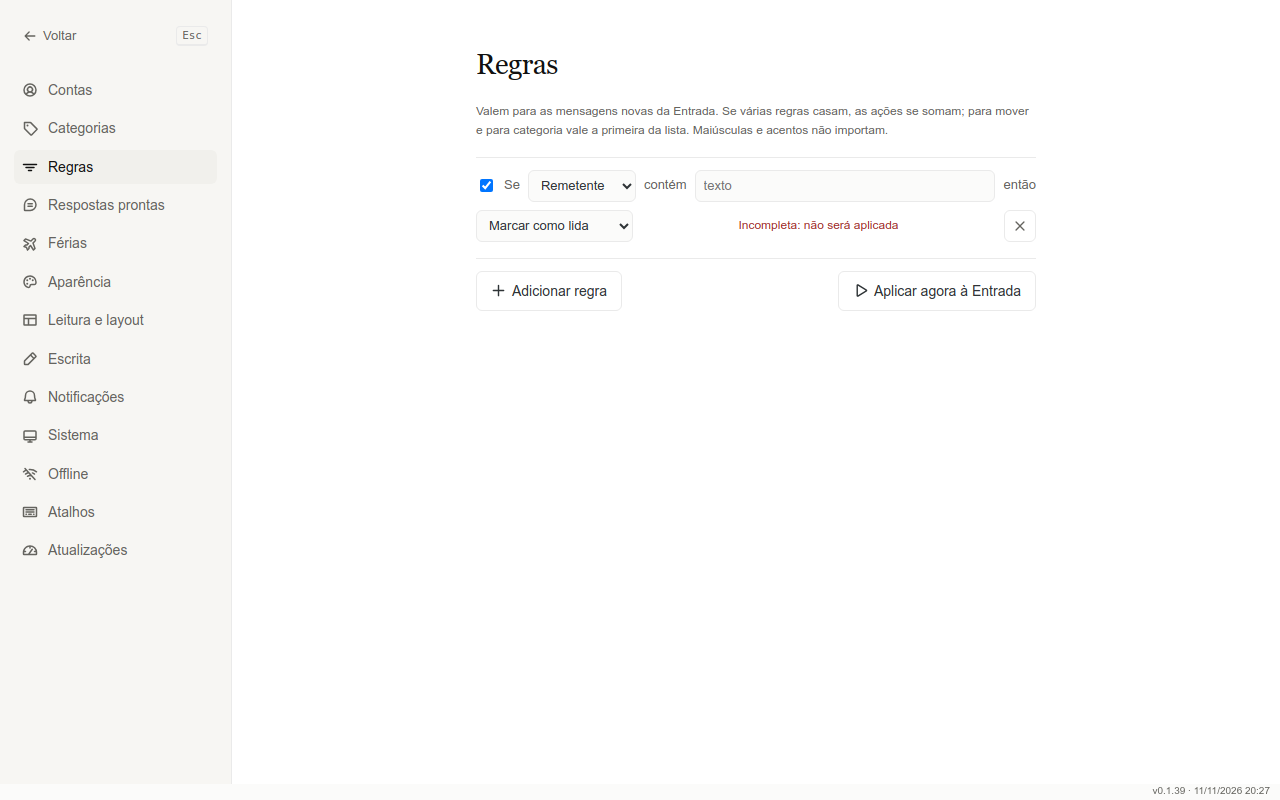 Voltar
Esc
Contas
Categorias
Regras
Respostas prontas
Férias
Aparência
Leitura e layout
Escrita
Notificações
Sistema
Offline
Atalhos
Atualizações
Regras
Valem para as mensagens novas da Entrada. Se várias regras casam, as ações se somam; para mover
e para categoria vale a primeira da lista. Maiúsculas e acentos não importam.
Se Remetente contém texto então
Marcar como lida Incompleta: não será aplicada
Adicionar regra Aplicar agora à Entrada
v0.1.39 · 11/11/2026 20:27